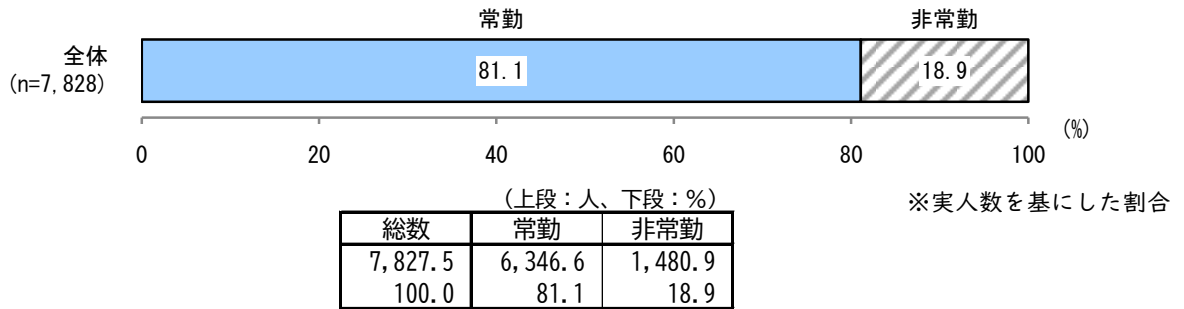 常勤 非常勤
全体
(n=7,828)
81.1 18.9
(%)
0 20 40 60 80 100
(上段:人、下段:%)
※実人数を基にした割合
総数 常勤 非常勤
7,827.5 6,346.6 1,480.9
100.0 81.1 18.9